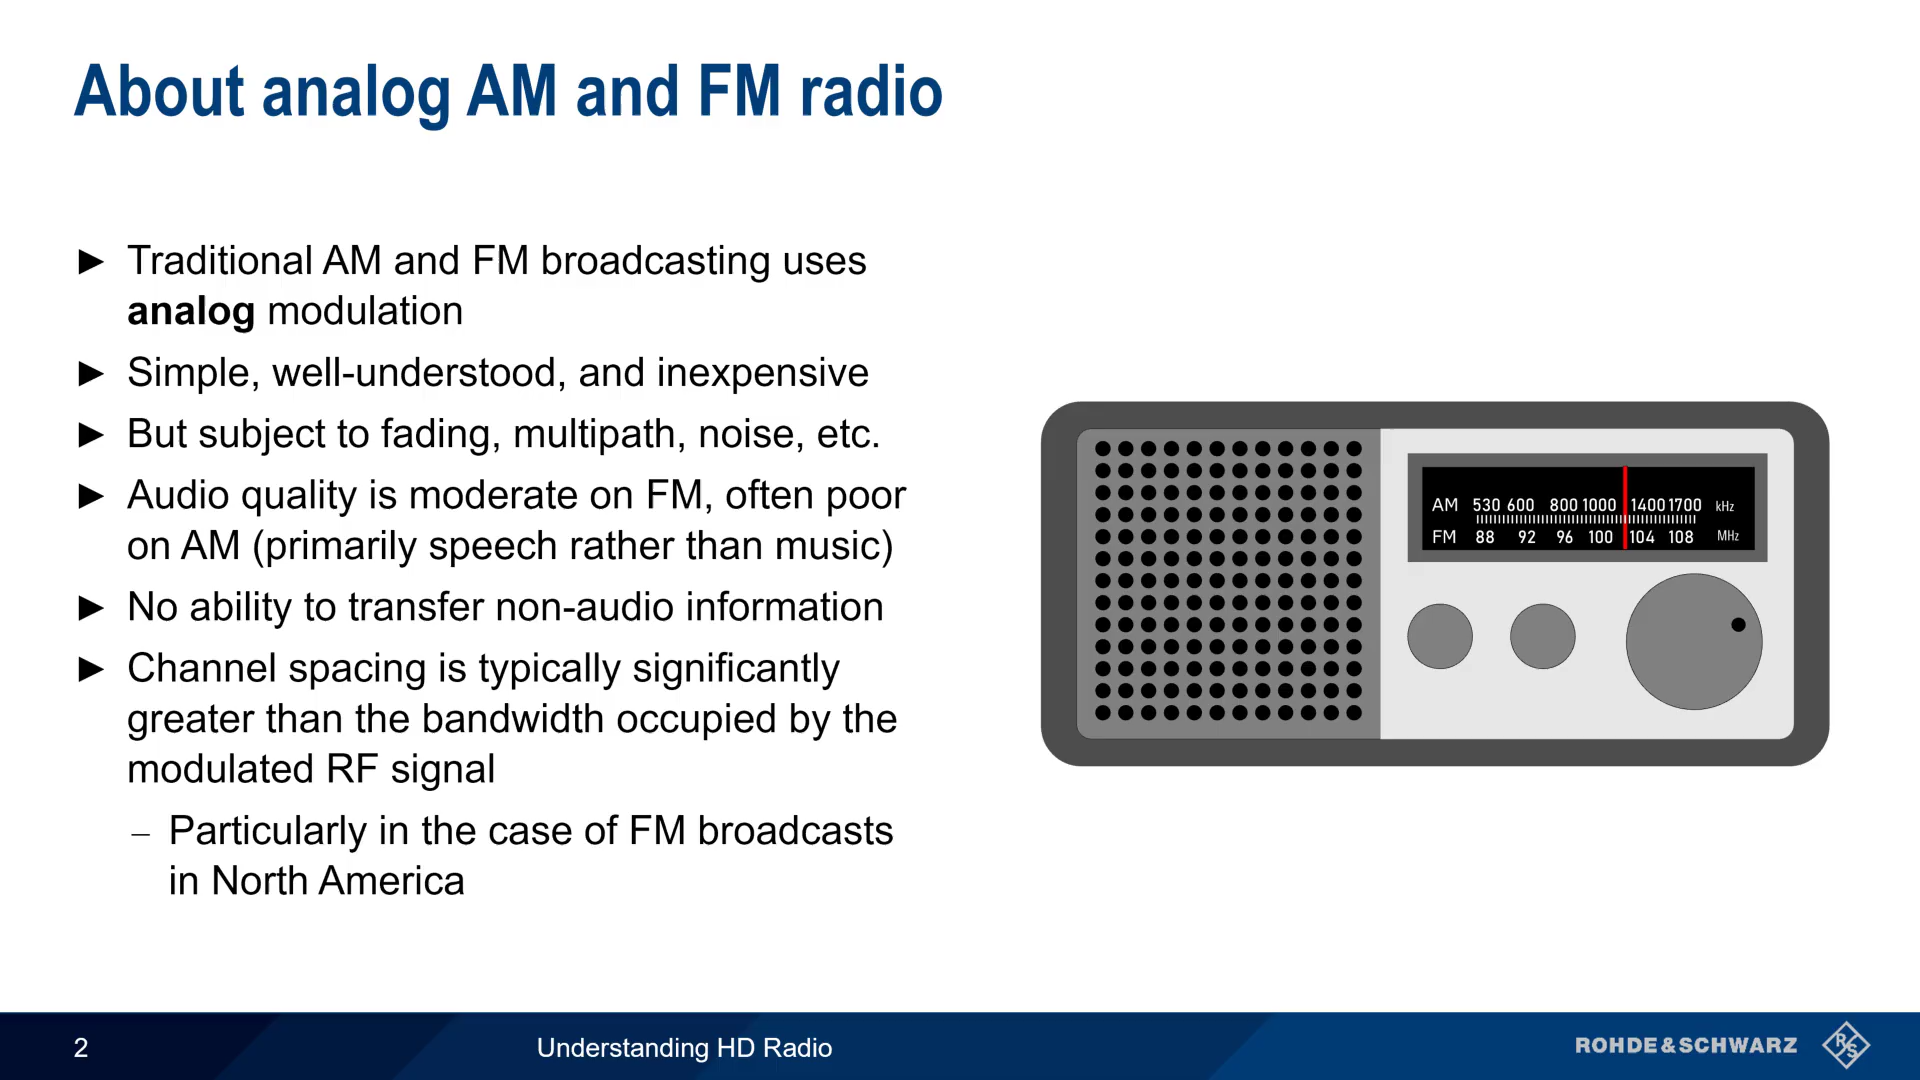 About analog AM and FM radio
► Traditional AM and FM broadcasting uses
analog modulation
► Simple, well-understood, and inexpensive
► But subject to fading, multipath, noise, etc.
► Audio quality is moderate on FM, often poor
on AM (primarily speech rather than music)
► No ability to transfer non-audio information
► Channel spacing is typically significantly
greater than the bandwidth occupied by the
modulated RF signal
– Particularly in the case of FM broadcasts
in North America
AM 530 600 800 1000 1400 1700 kHz
FM 88 92 96 100 104 108 MHz
2 Understanding HD Radio ROHDE&SCHWARZ R&S